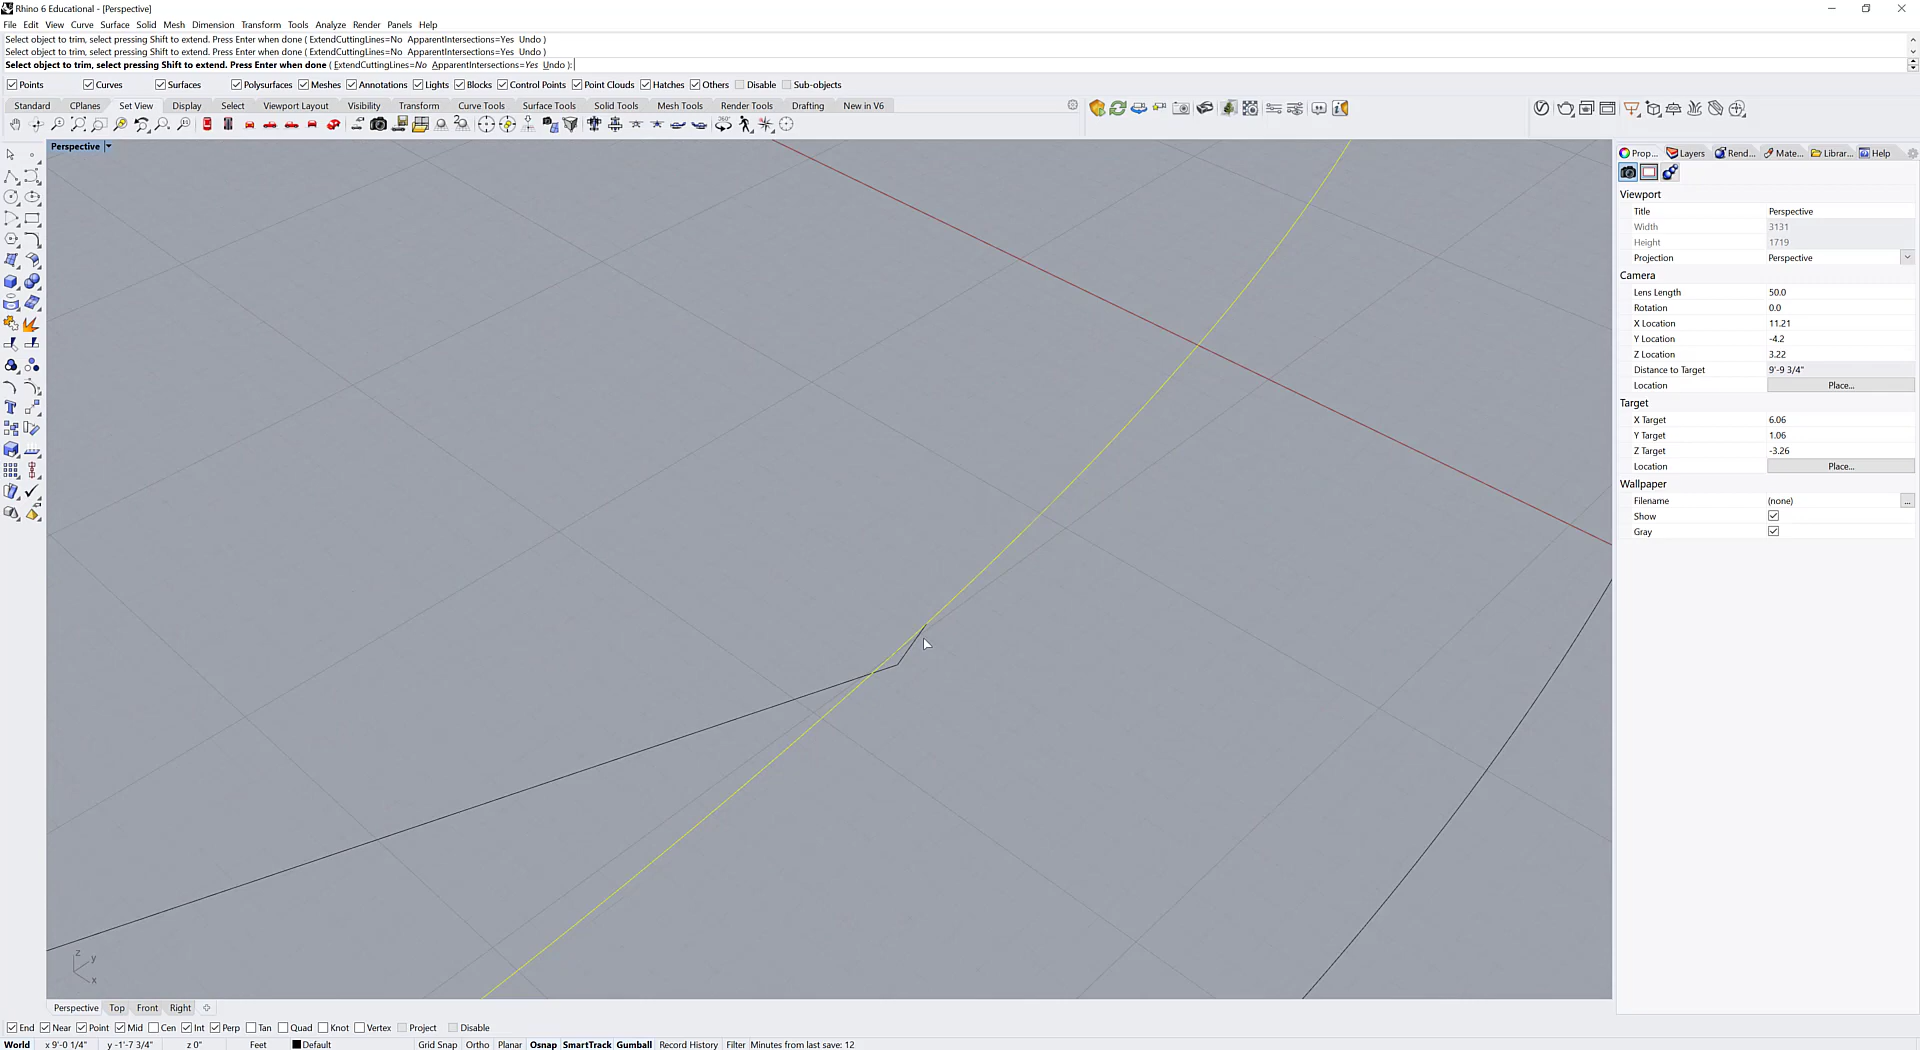 Rhino 6 Educational - [Perspective]
File Edit View Curve Surface Solid Mesh Dimension Transform Tools Analyze Render Panels Help
Select object to trim, select pressing Shift to extend. Press Enter when done ( ExtendCuttingLines=No ApparentIntersections=Yes Undo )
Select object to trim, select pressing Shift to extend. Press Enter when done ( ExtendCuttingLines=No ApparentIntersections=Yes Undo )
Select object to trim, select pressing Shift to extend. Press Enter when done ( ExtendCuttingLines=No ApparentIntersections=Yes Undo ):
Points Curves Surfaces Polysurfaces Meshes Annotations Lights Blocks Control Points Point Clouds Hatches Others Disable Sub-objects
Standard CPlanes Set View Display Select Viewport Layout Visibility Transform Curve Tools Surface Tools Solid Tools Mesh Tools Render Tools Drafting New in V6
Perspective
Prop... Layers Rend... Mate... Librar... Help
Viewport
Title Perspective
Width 3131
Height 1719
Projection Perspective
Camera
Lens Length 50.0
Rotation 0.0
X Location 11.21
Y Location -4.2
Z Location 3.22
Distance to Target 9'-9 3/4"
Location Place...
Target
X Target 6.06
Y Target 1.06
Z Target -3.26
Location Place...
Wallpaper
Filename (none) ...
Show
Gray
z
y
x
Perspective Top Front Right
End Near Point Mid Cen Int Perp Tan Quad Knot Vertex Project Disable
World x 9'-0 1/4" y -1'-7 3/4" z 0" Feet Default Grid Snap Ortho Planar Osnap SmartTrack Gumball Record History Filter Minutes from last save: 12